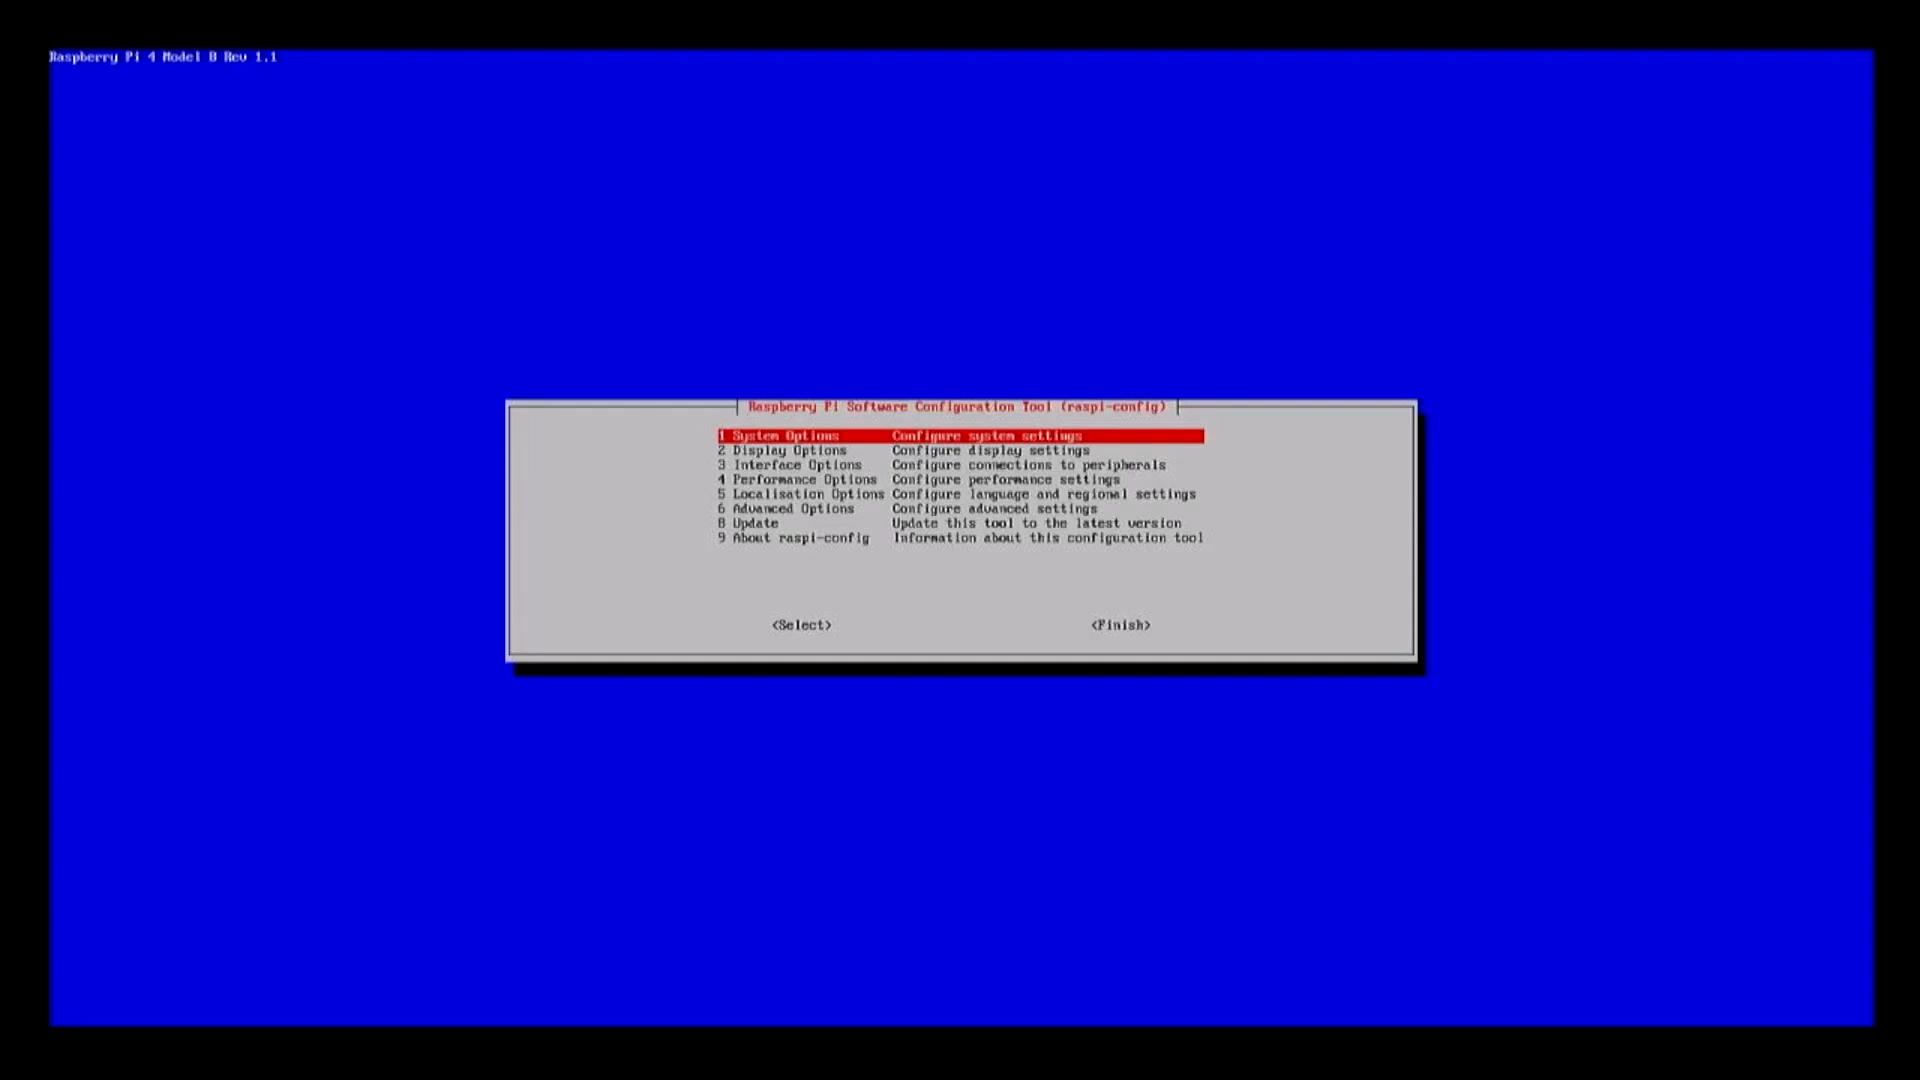 Raspberry Pi 4 Model B Rev 1.1
Raspberry Pi Software Configuration Tool (raspi-config)
1 System Options Configure system settings
2 Display Options Configure display settings
3 Interface Options Configure connections to peripherals
4 Performance Options Configure performance settings
5 Localisation Options Configure language and regional settings
6 Advanced Options Configure advanced settings
8 Update Update this tool to the latest version
9 About raspi-config Information about this configuration tool
<Select> <Finish>